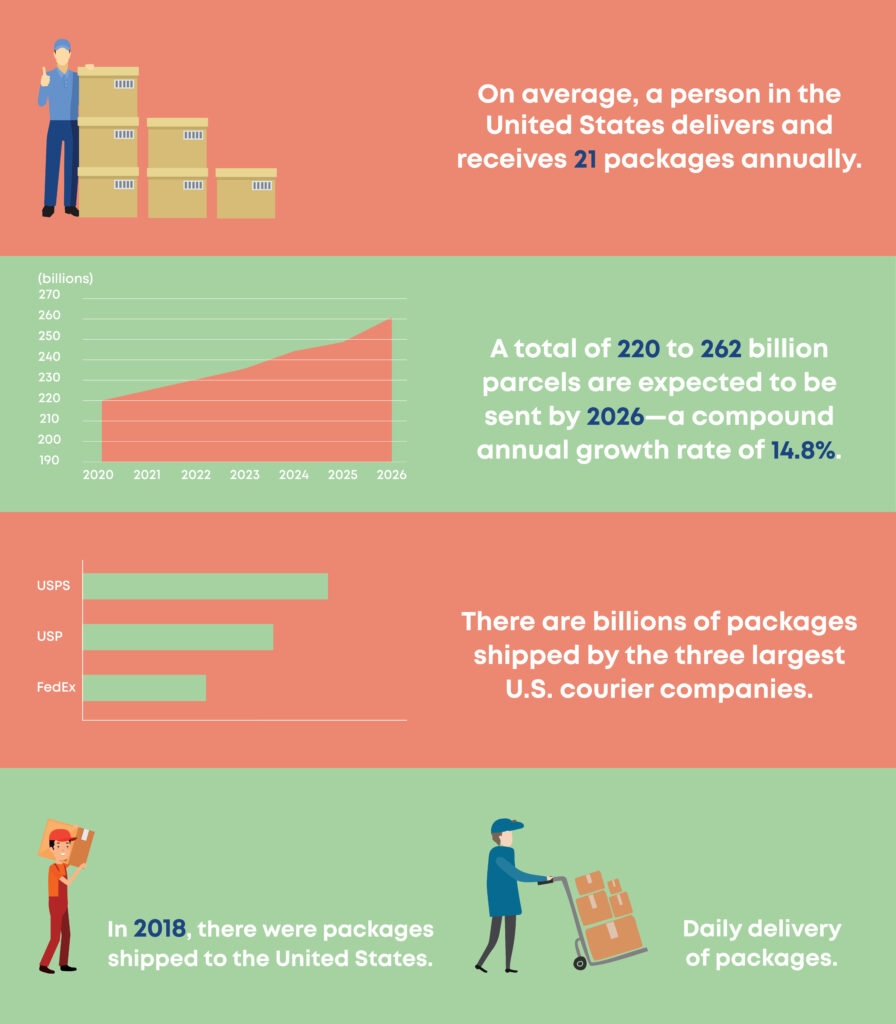 On average, a person in the
United States delivers and
receives 21 packages annually.
(billions)
270
260
250
240
230
220
210
200
190
2020 2021 2022 2023 2024 2025 2026
A total of 220 to 262 billion
parcels are expected to be
sent by 2026—a compound
annual growth rate of 14.8%.
USPS
USP
FedEx
There are billions of packages
shipped by the three largest
U.S. courier companies.
In 2018, there were packages
shipped to the United States.
Daily delivery
of packages.